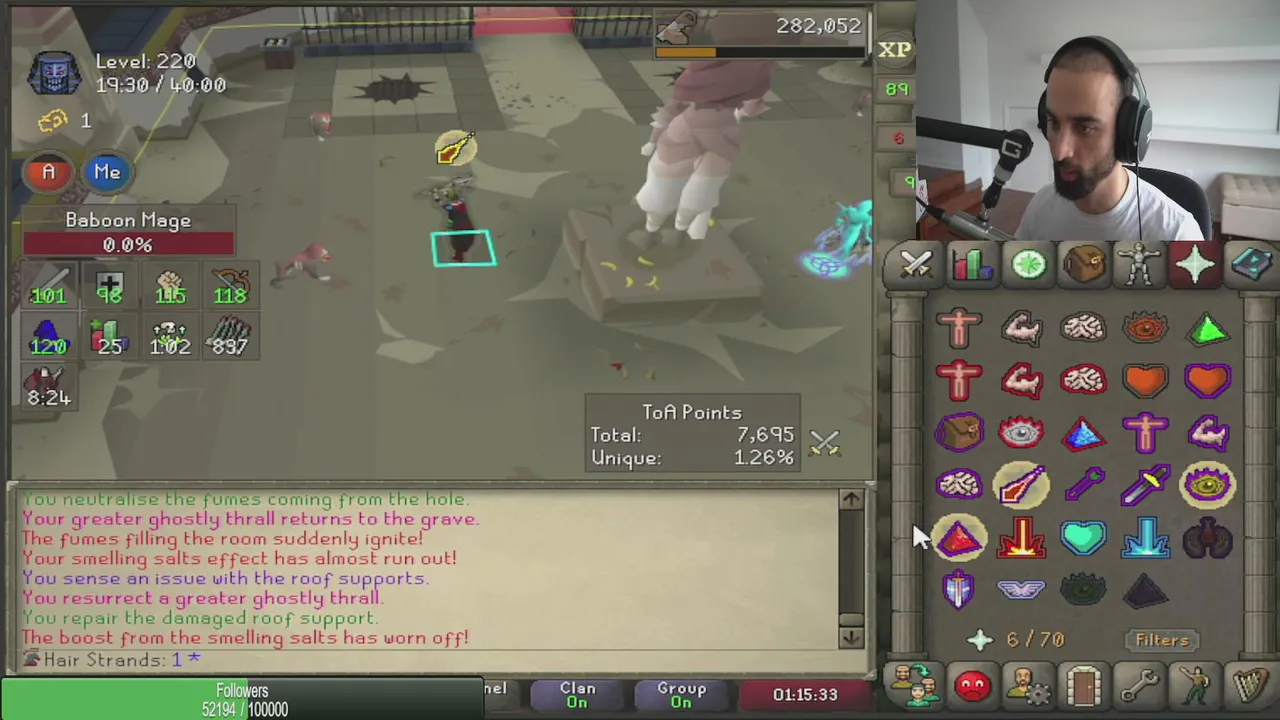 282,052
XP
Level: 220
19:30 / 40:00
89
1
6
A
Me
9
G
Baboon Mage
0.0%
101
98
115
118
120
25
1:02
837
8:24
ToA Points
Total: 7,695
Unique: 1.26%
You neutralise the fumes coming from the hole.
Your greater ghostly thrall returns to the grave.
The fumes filling the room suddenly ignite!
Your smelling salts effect has almost run out!
You sense an issue with the roof supports.
You resurrect a greater ghostly thrall.
You repair the damaged roof support.
The boost from the smelling salts has worn off!
Hair Strands: 1 *
6 / 70
Filters
Followers
52194 / 100000
nel
Clan
On
Group
On
01:15:33